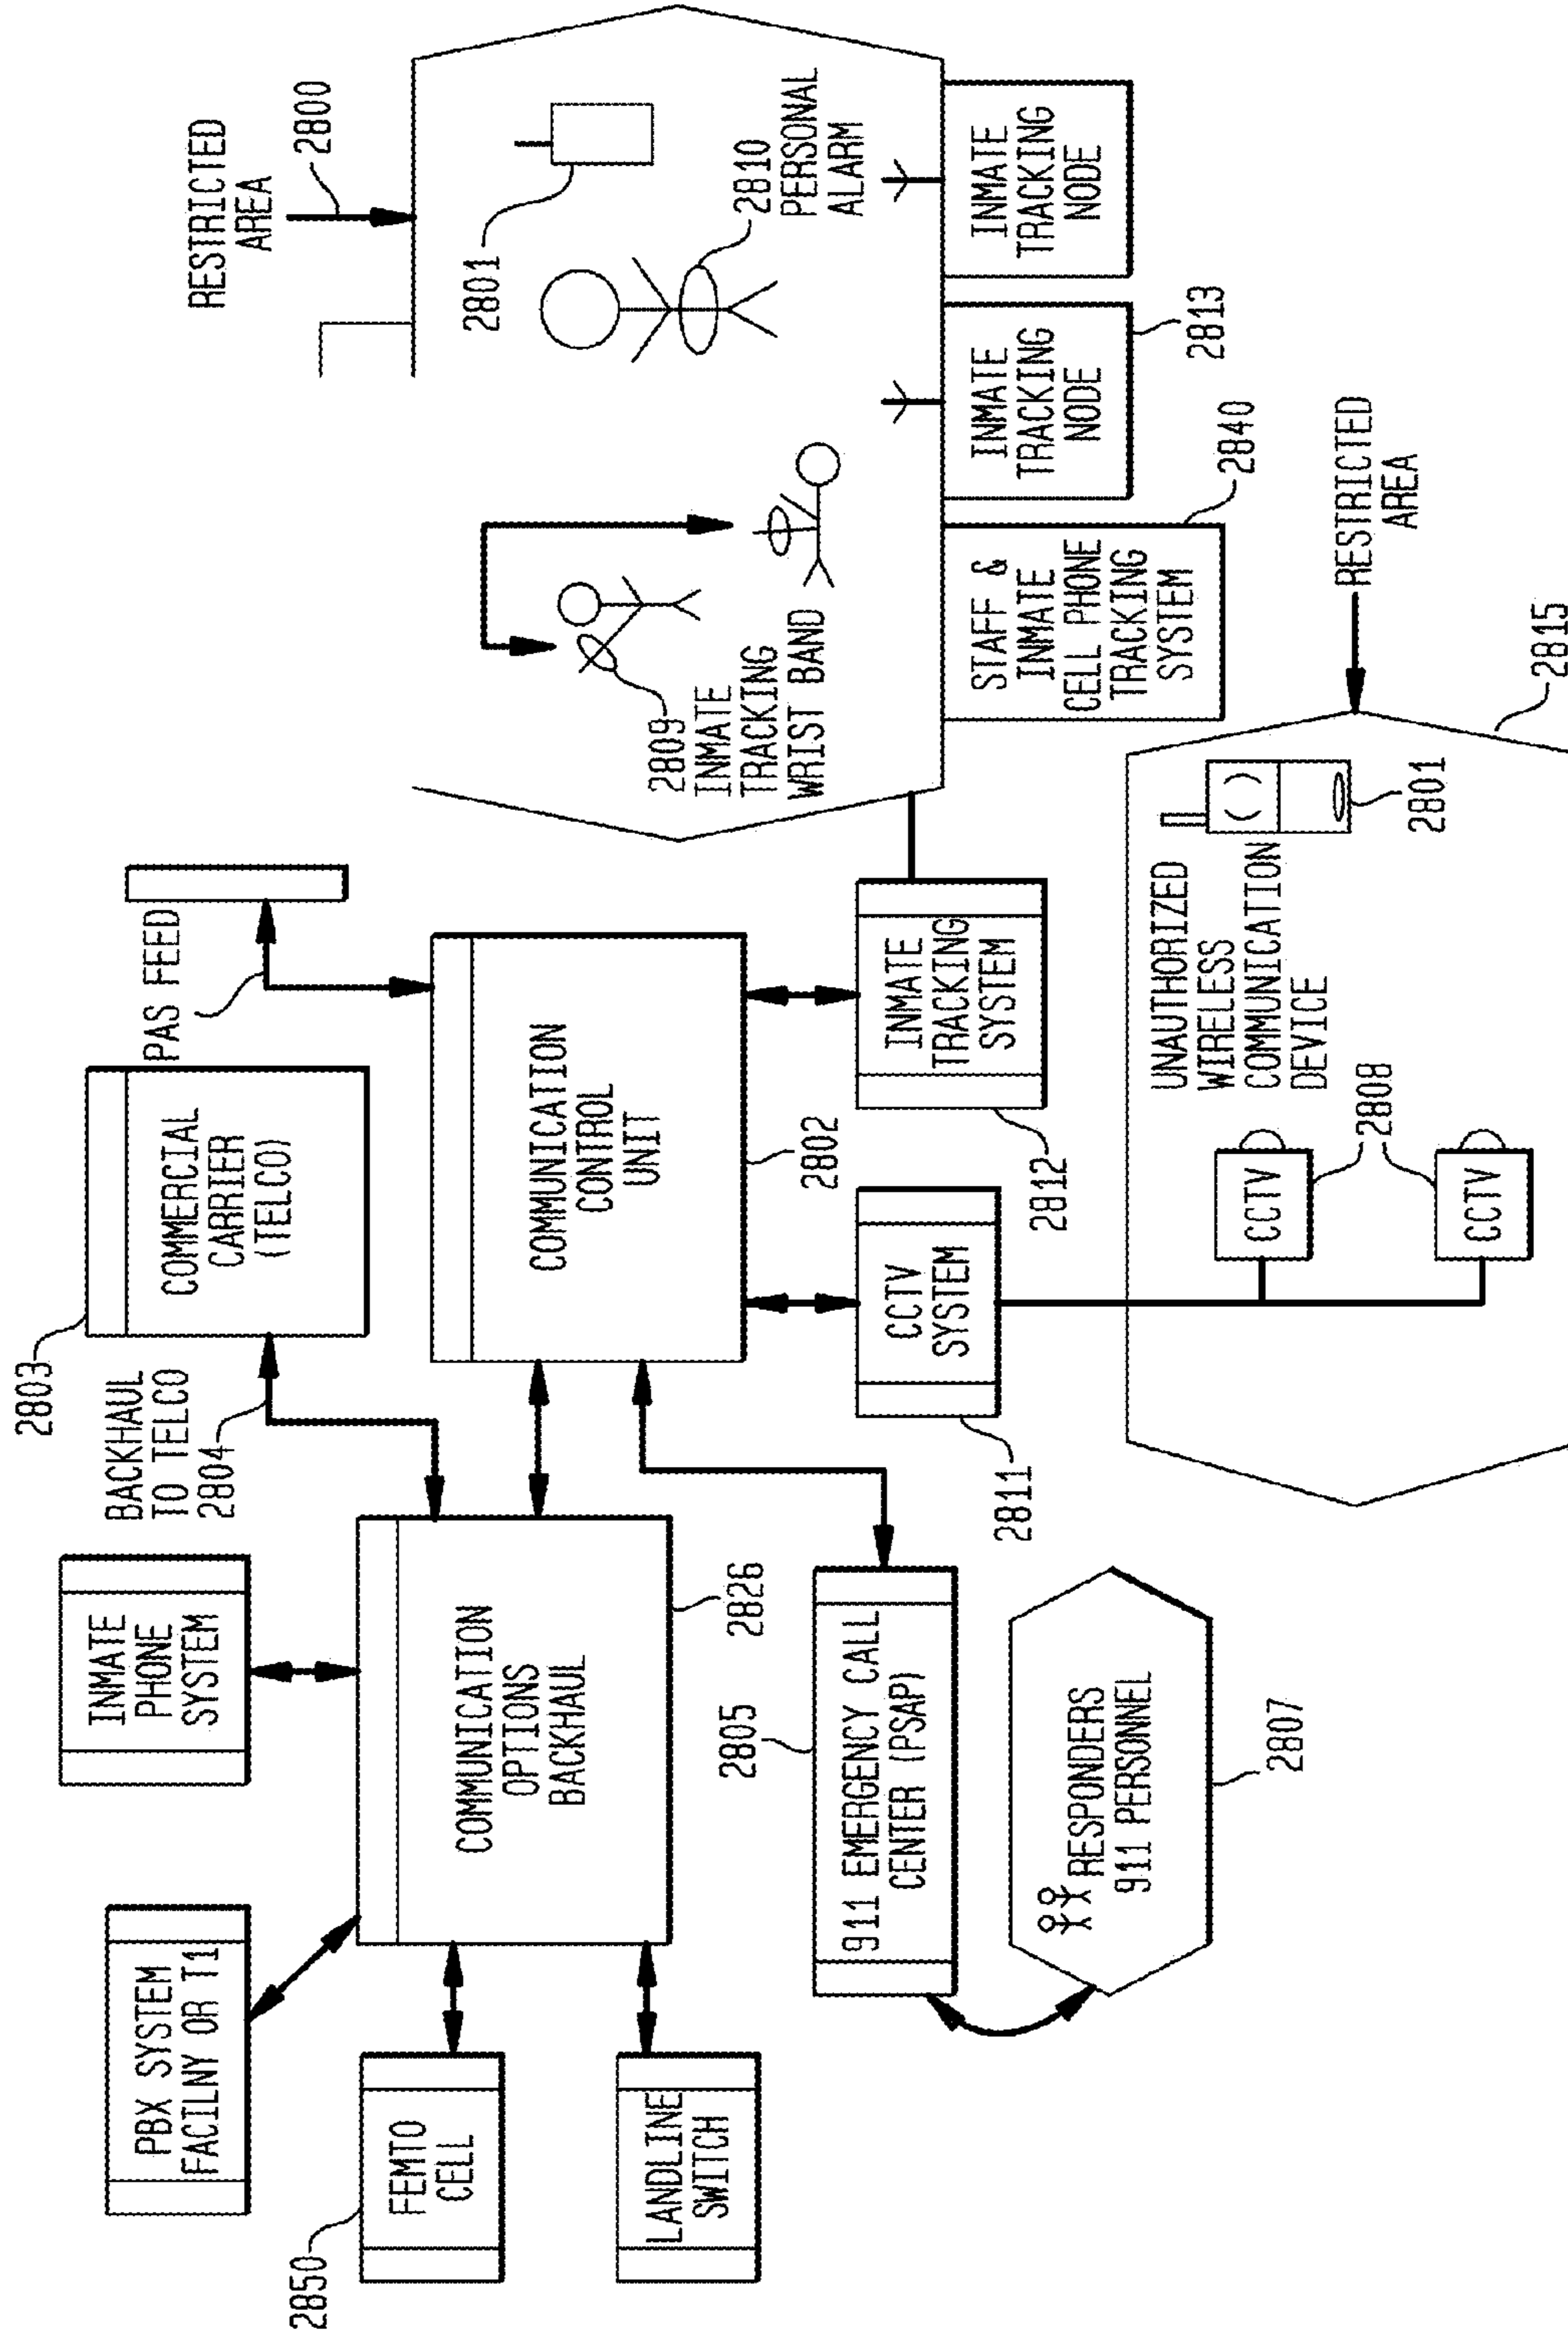 PBX SYSTEM
FACILNY OR T1
INMATE
PHONE
SYSTEM
2803
BACKHAUL
TO TELCO
2804
COMMERCIAL
CARRIER
(TELCO)
PAS FEED
RESTRICTED
AREA
2800
2850
FEMTO
CELL
LANDLINE
SWITCH
COMMUNICATION
OPTIONS
BACKHAUL
2826
COMMUNICATION
CONTROL
UNIT
2802
2801
2810
PERSONAL
ALARM
2809
INMATE
TRACKING
WRIST BAND
2805
911 EMERGENCY CALL
CENTER (PSAP)
CCTV
SYSTEM
2811
INMATE
TRACKING
SYSTEM
2812
STAFF &
INMATE
CELL PHONE
TRACKING
SYSTEM
2840
INMATE
TRACKING
NODE
2813
INMATE
TRACKING
NODE
RESPONDERS
911 PERSONNEL
2807
UNAUTHORIZED
WIRELESS
COMMUNICATION
DEVICE
2801
CCTV
2808
CCTV
RESTRICTED
AREA
2815